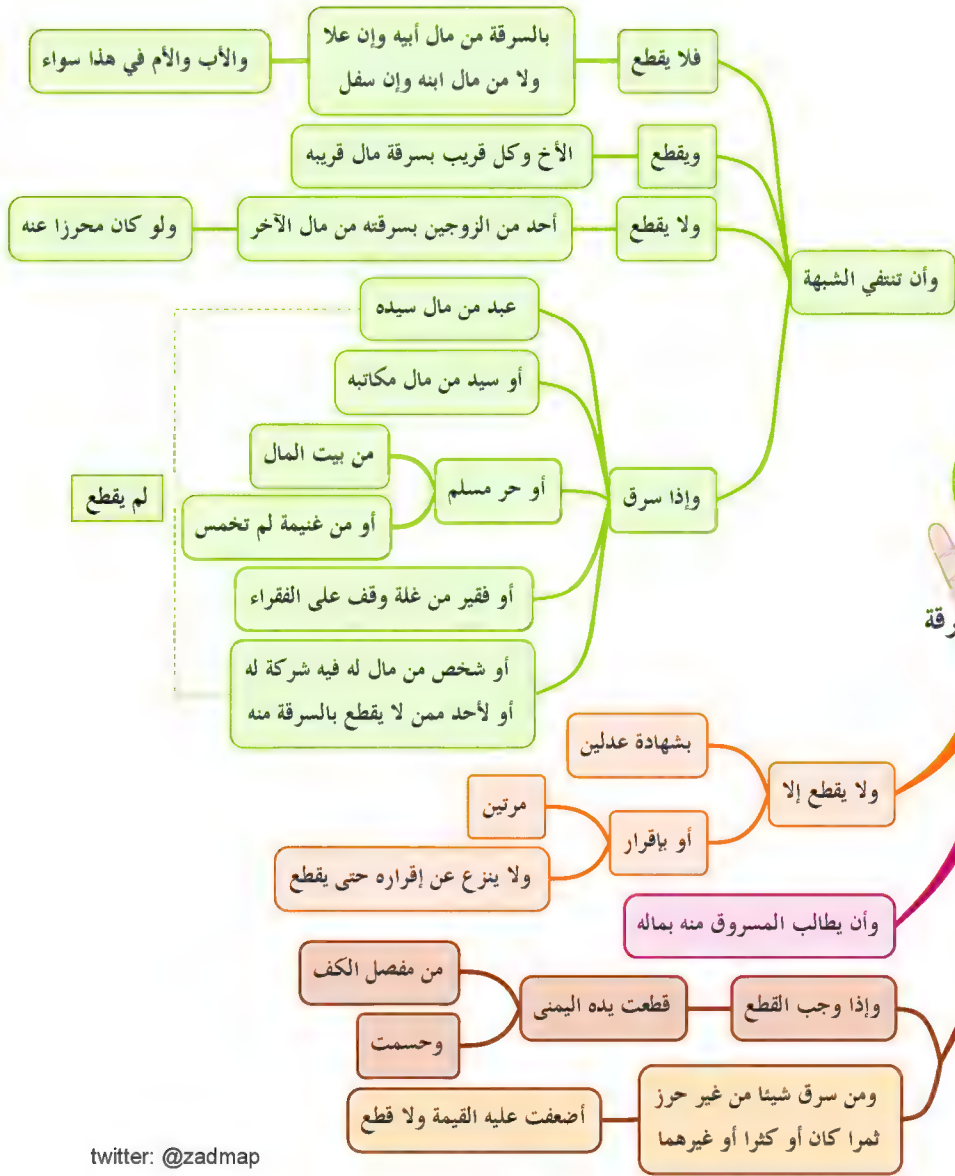 وأن تنتفي الشبهة
فلا يقطع
بالسرقة من مال أبيه وإن علا
ولا من مال ابنه وإن سفل
والأب والأم في هذا سواء
ويقطع
الأخ وكل قريب بسرقة مال قريبه
ولا يقطع
أحد من الزوجين بسرقته من مال الآخر
ولو كان محرزا عنه
وإذا سرق
عبد من مال سيده
أو سيد من مال مكاتبه
أو حر مسلم
من بيت المال
أو من غنيمة لم تخمس
أو فقير من غلة وقف على الفقراء
أو شخص من مال له فيه شركة له
أو لأحد ممن لا يقطع بالسرقة منه
لم يقطع
رقة
ولا يقطع إلا
بشهادة عدلين
أو بإقرار
مرتين
ولا ينزع عن إقراره حتى يقطع
وأن يطالب المسروق منه بماله
وإذا وجب القطع
قطعت يده اليمنى
من مفصل الكف
وحسمت
ومن سرق شيئا من غير حرز
ثمرا كان أو كثرا أو غيرهما
أضعفت عليه القيمة ولا قطع
twitter: @zadmap